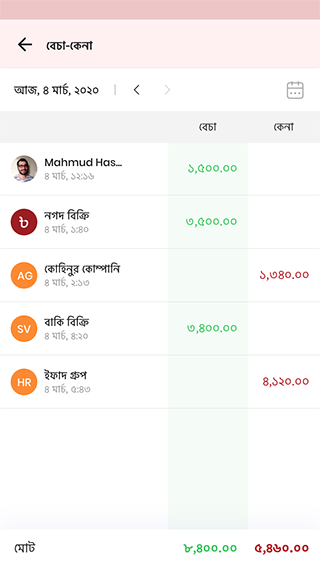 বেচা-কেনা
আজ, ৪ মার্চ, ২০২০
বেচা কেনা
Mahmud Has...
৪ মার্চ, ১২:১৬
১,৫০০.০০
৳
নগদ বিক্রি
৪ মার্চ, ১:৪০
৩,৫০০.০০
AG
কোহিনুর কোম্পানি
৪ মার্চ, ২:১৩
১,৩৪০.০০
SV
বাকি বিক্রি
৪ মার্চ, ৪:২০
৩,৪০০.০০
HR
ইফাদ গ্রুপ
৪ মার্চ, ৫:৪৩
৪,১২০.০০
মোট ৮,৪০০.০০ ৫,৪৬০.০০